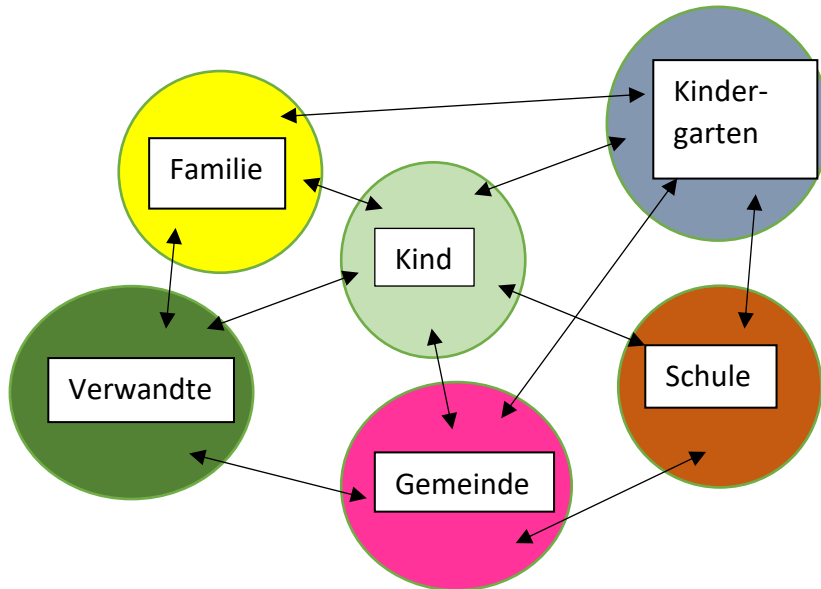 Kinder-
garten
Familie
Kind
Verwandte
Schule
Gemeinde